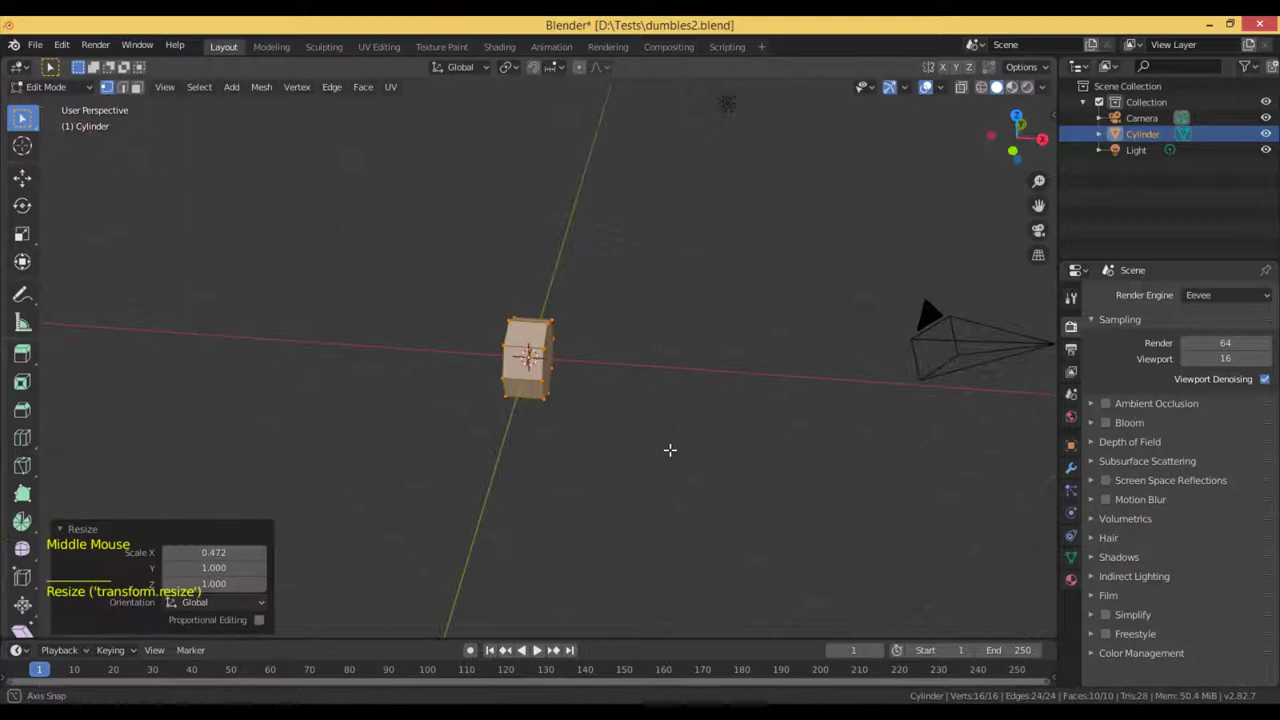 Blender* [D:\Tests\dumbles2.blend]
File Edit Render Window Help Layout Modeling Sculpting UV Editing Texture Paint Shading Animation Rendering Compositing Scripting Scene View Layer
Global Options
Edit Mode View Select Add Mesh Vertex Edge Face UV
X Y Z
User Perspective
(1) Cylinder
Z
Y
X
Scene Collection
Collection
Camera
Cylinder
Light
Scene
Render Engine Eevee
Sampling
Render 64
Viewport 16
Viewport Denoising
Ambient Occlusion
Bloom
Depth of Field
Subsurface Scattering
Screen Space Reflections
Motion Blur
Volumetrics
Hair
Shadows
Indirect Lighting
Film
Simplify
Freestyle
Color Management
Resize
Middle Mouse
Scale X 0.472
Y 1.000
Z 1.000
Resize ('transform.resize')
Orientation Global
Proportional Editing
Playback Keying View Marker 1 Start 1 End 250
1 10 20 30 40 50 60 70 80 90 100 110 120 130 140 150 160 170 180 190 200 210 220 230 240 250
Axis Snap
Cylinder | Verts:16/16 | Edges:24/24 | Faces:10/10 | Tris:28 | Mem: 50.4 MiB | v2.82.7